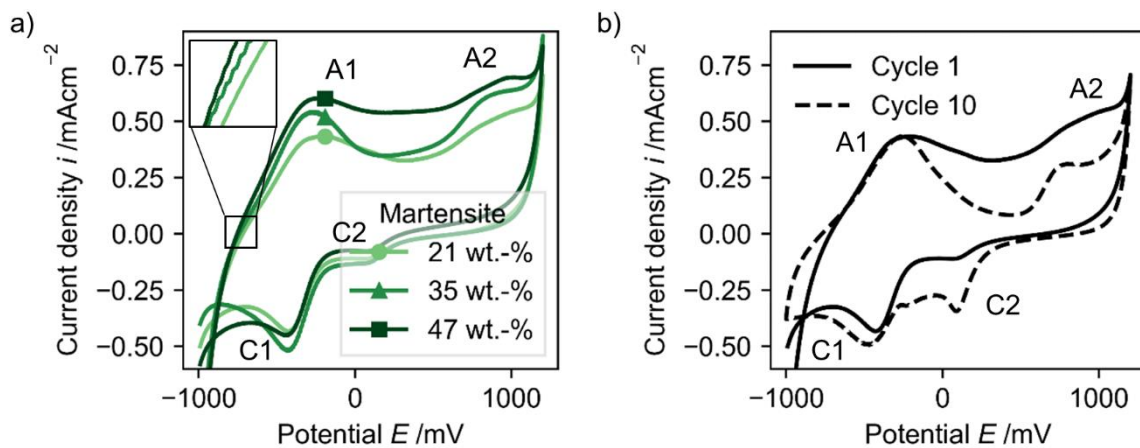 a)
Current density i /mAcm⁻²
0.75
0.50
0.25
0.00
−0.25
−0.50
A1
A2
C2
C1
Martensite
21 wt.-%
35 wt.-%
47 wt.-%
−1000
0
1000
Potential E /mV
b)
Current density i /mAcm⁻²
0.75
0.50
0.25
0.00
−0.25
−0.50
Cycle 1
Cycle 10
A1
A2
C2
C1
−1000
0
1000
Potential E /mV